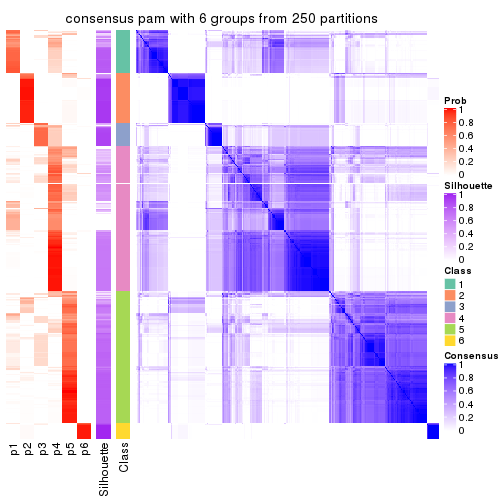 consensus pam with 6 groups from 250 partitions
Prob
1
0.8
0.6
0.4
0.2
0
Silhouette
1
0.8
0.6
0.4
0.2
0
Class
1
2
3
4
5
6
Consensus
1
0.8
0.6
0.4
0.2
0
p1
p2
p3
p4
p5
p6
Silhouette
Class